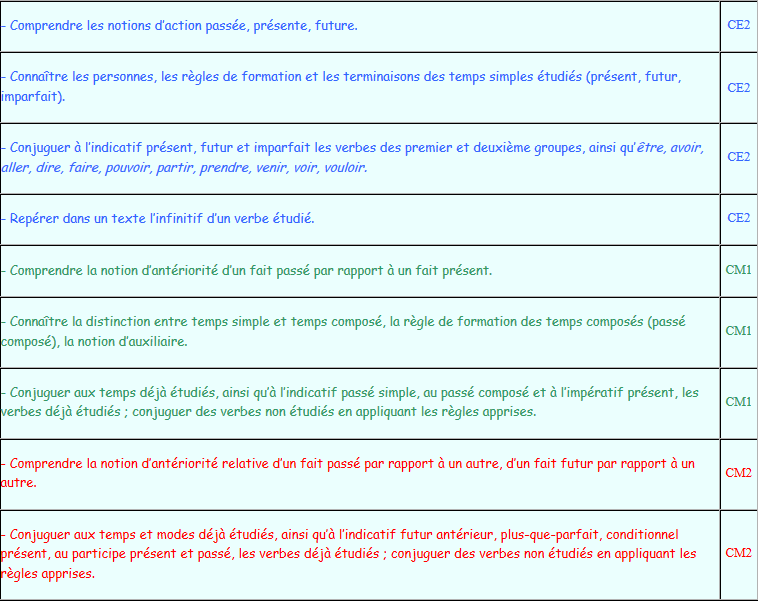 - Comprendre les notions d’action passée, présente, future.
CE2
- Connaître les personnes, les règles de formation et les terminaisons des temps simples étudiés (présent, futur,
imparfait).
CE2
- Conjuguer à l’indicatif présent, futur et imparfait les verbes des premier et deuxième groupes, ainsi qu’être, avoir,
aller, dire, faire, pouvoir, partir, prendre, venir, voir, vouloir.
CE2
- Repérer dans un texte l’infinitif d’un verbe étudié.
CE2
- Comprendre la notion d’antériorité d’un fait passé par rapport à un fait présent.
CM1
- Connaître la distinction entre temps simple et temps composé, la règle de formation des temps composés (passé
composé), la notion d’auxiliaire.
CM1
- Conjuguer aux temps déjà étudiés, ainsi qu’à l’indicatif passé simple, au passé composé et à l’impératif présent, les
verbes déjà étudiés ; conjuguer des verbes non étudiés en appliquant les règles apprises.
CM1
- Comprendre la notion d’antériorité relative d’un fait passé par rapport à un autre, d’un fait futur par rapport à un
autre.
CM2
- Conjuguer aux temps et modes déjà étudiés, ainsi qu’à l’indicatif futur antérieur, plus-que-parfait, conditionnel
présent, au participe présent et passé, les verbes déjà étudiés ; conjuguer des verbes non étudiés en appliquant les
règles apprises.
CM2